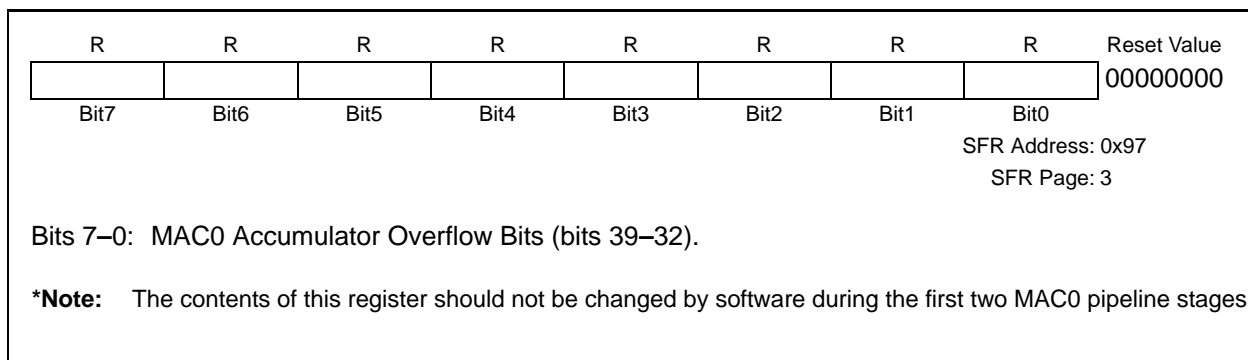 R R R R R R R R Reset Value
00000000
Bit7 Bit6 Bit5 Bit4 Bit3 Bit2 Bit1 Bit0
SFR Address: 0x97
SFR Page: 3
Bits 7–0: MAC0 Accumulator Overflow Bits (bits 39–32).
*Note: The contents of this register should not be changed by software during the first two MAC0 pipeline stages